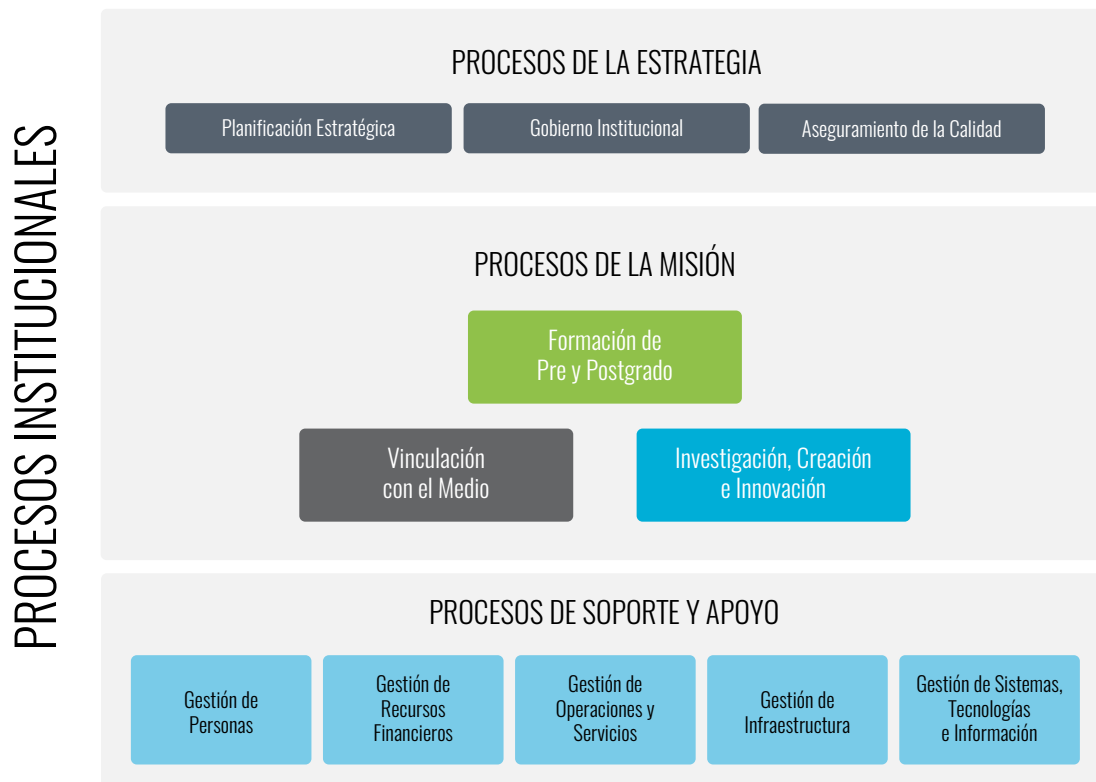 PROCESOS INSTITUCIONALES
PROCESOS DE LA ESTRATEGIA
Planificación Estratégica
Gobierno Institucional
Aseguramiento de la Calidad
PROCESOS DE LA MISIÓN
Formación de
Pre y Postgrado
Vinculación
con el Medio
Investigación, Creación
e Innovación
PROCESOS DE SOPORTE Y APOYO
Gestión de
Personas
Gestión de
Recursos
Financieros
Gestión de
Operaciones y
Servicios
Gestión de
Infraestructura
Gestión de Sistemas,
Tecnologías
e Información